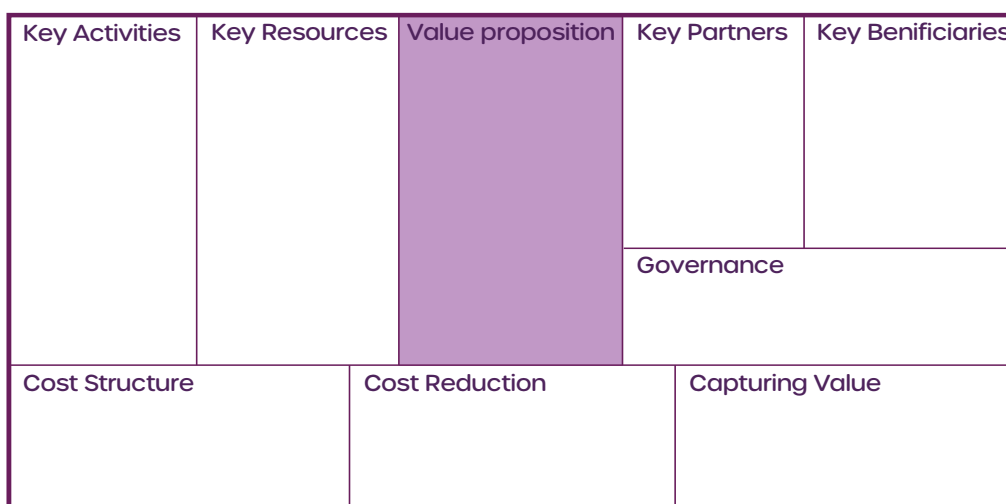 Key Activities
Key Resources
Value proposition
Key Partners
Key Benificiaries
Governance
Cost Structure
Cost Reduction
Capturing Value